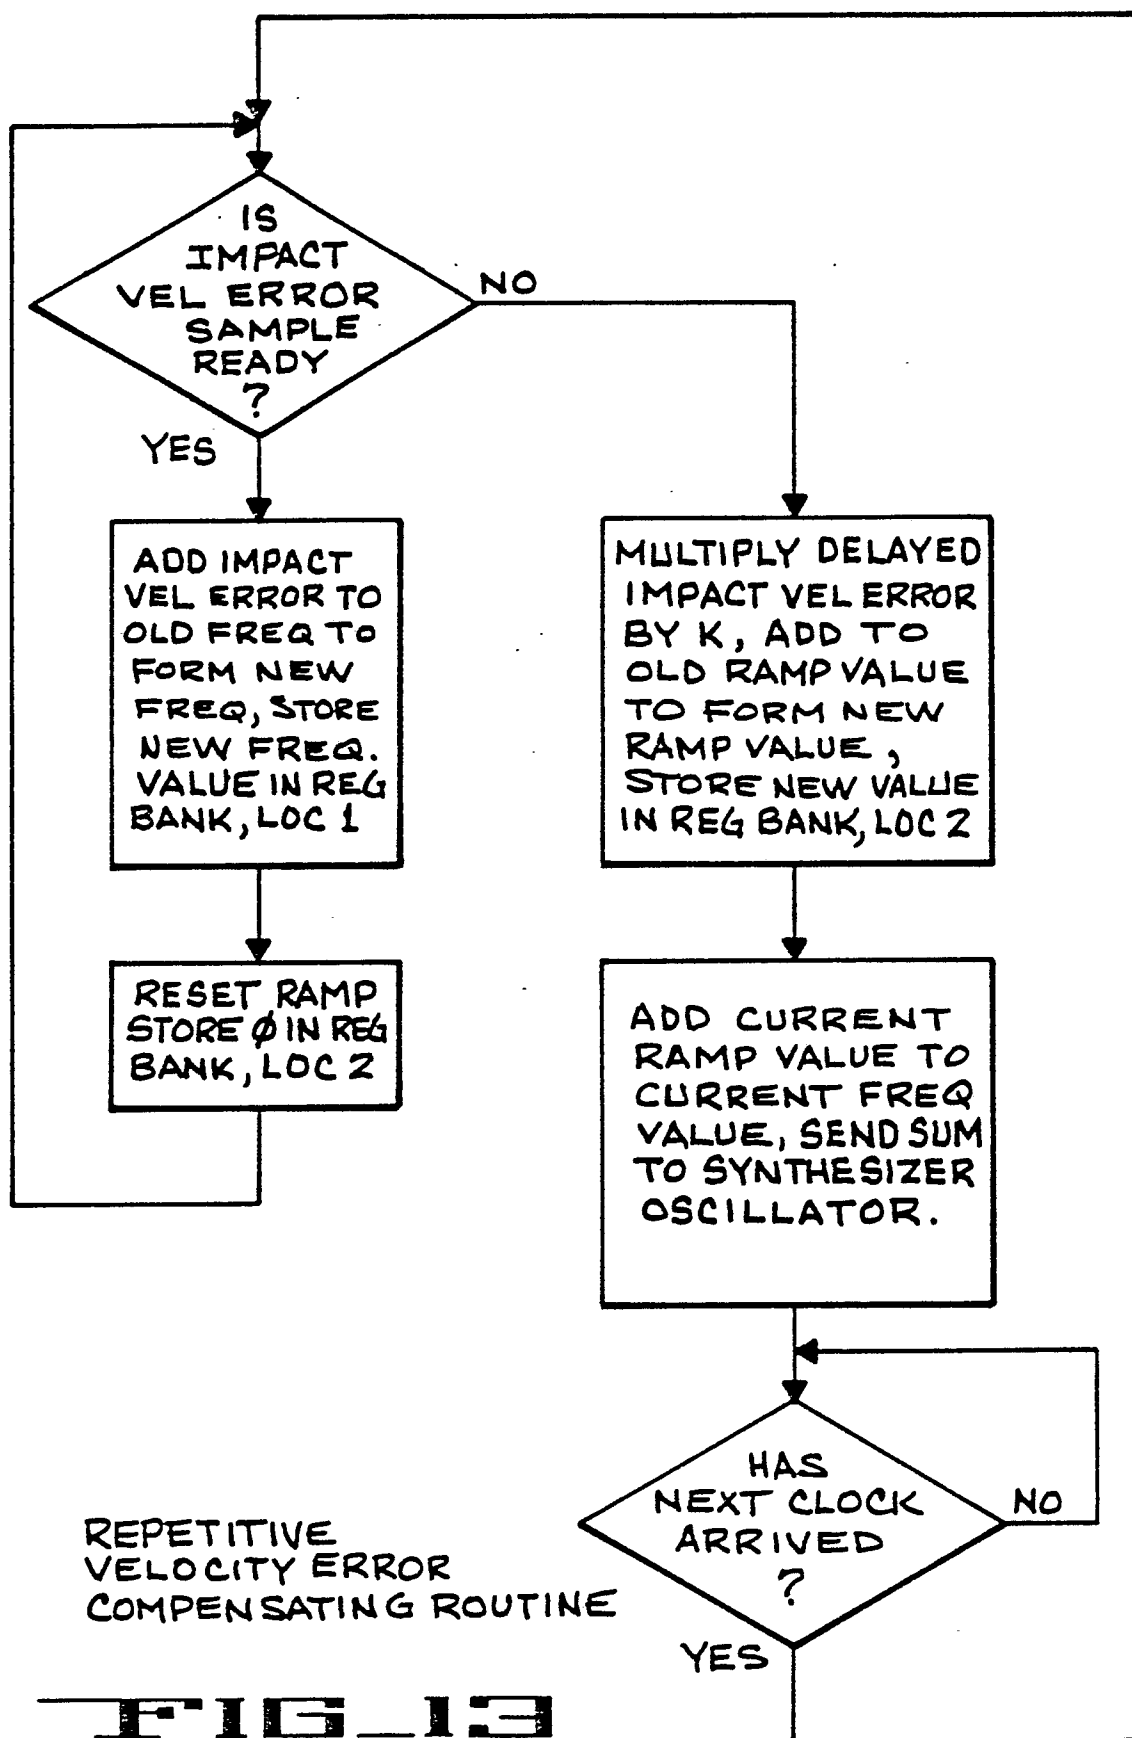 IS
IMPACT
VEL ERROR
SAMPLE
READY
?
NO
YES
ADD IMPACT
VEL ERROR TO
OLD FREQ TO
FORM NEW
FREQ, STORE
NEW FREQ.
VALUE IN REG
BANK, LOC 1
RESET RAMP
STORE Ø IN REG
BANK, LOC 2
MULTIPLY DELAYED
IMPACT VEL ERROR
BY K, ADD TO
OLD RAMP VALUE
TO FORM NEW
RAMP VALUE,
STORE NEW VALUE
IN REG BANK, LOC 2
ADD CURRENT
RAMP VALUE TO
CURRENT FREQ
VALUE, SEND SUM
TO SYNTHESIZER
OSCILLATOR.
HAS
NEXT CLOCK
ARRIVED
?
NO
YES
REPETITIVE
VELOCITY ERROR
COMPENSATING ROUTINE
FIG_13